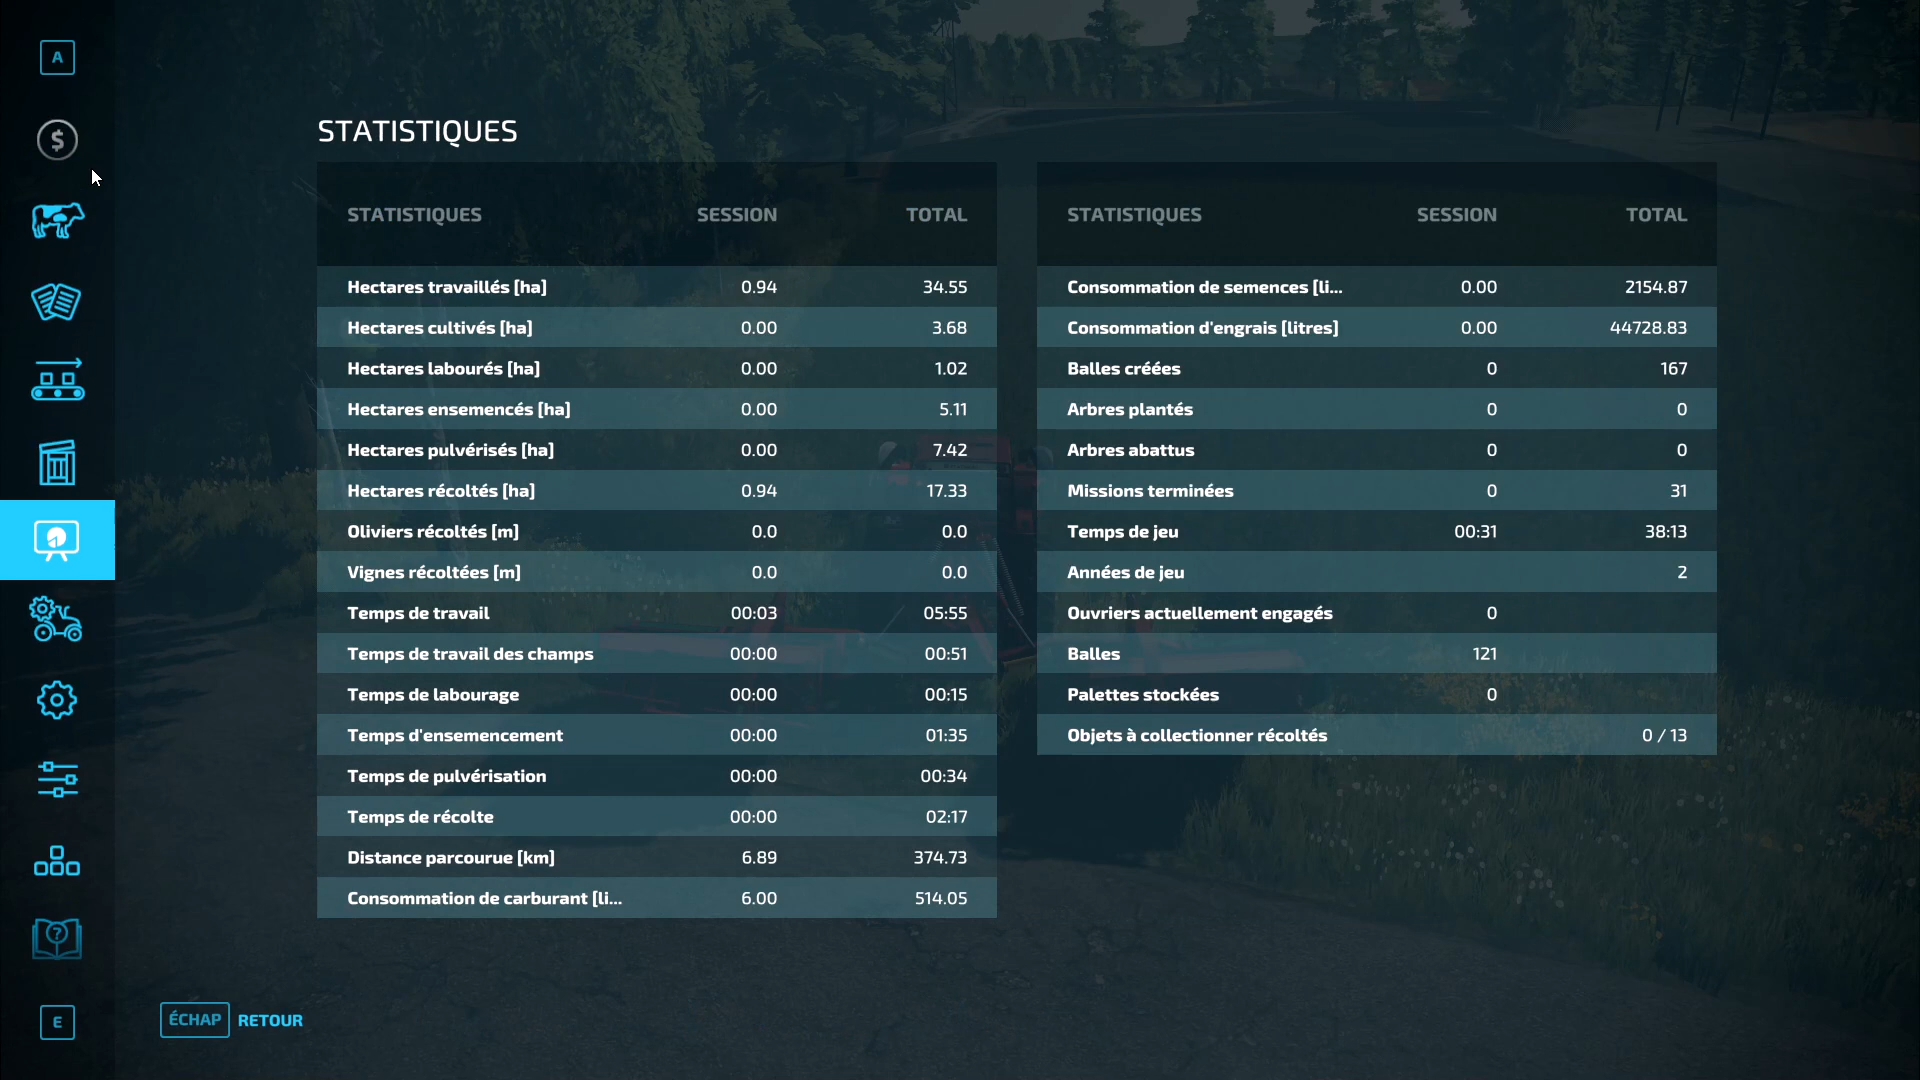 A
STATISTIQUES
STATISTIQUES SESSION TOTAL
Hectares travaillés [ha] 0.94 34.55
Hectares cultivés [ha] 0.00 3.68
Hectares labourés [ha] 0.00 1.02
Hectares ensemencés [ha] 0.00 5.11
Hectares pulvérisés [ha] 0.00 7.42
Hectares récoltés [ha] 0.94 17.33
Oliviers récoltés [m] 0.0 0.0
Vignes récoltées [m] 0.0 0.0
Temps de travail 00:03 05:55
Temps de travail des champs 00:00 00:51
Temps de labourage 00:00 00:15
Temps d'ensemencement 00:00 01:35
Temps de pulvérisation 00:00 00:34
Temps de récolte 00:00 02:17
Distance parcourue [km] 6.89 374.73
Consommation de carburant [li... 6.00 514.05
STATISTIQUES SESSION TOTAL
Consommation de semences [li... 0.00 2154.87
Consommation d'engrais [litres] 0.00 44728.83
Balles créées 0 167
Arbres plantés 0 0
Arbres abattus 0 0
Missions terminées 0 31
Temps de jeu 00:31 38:13
Années de jeu 2
Ouvriers actuellement engagés 0
Balles 121
Palettes stockées 0
Objets à collectionner récoltés 0 / 13
E
ÉCHAP RETOUR